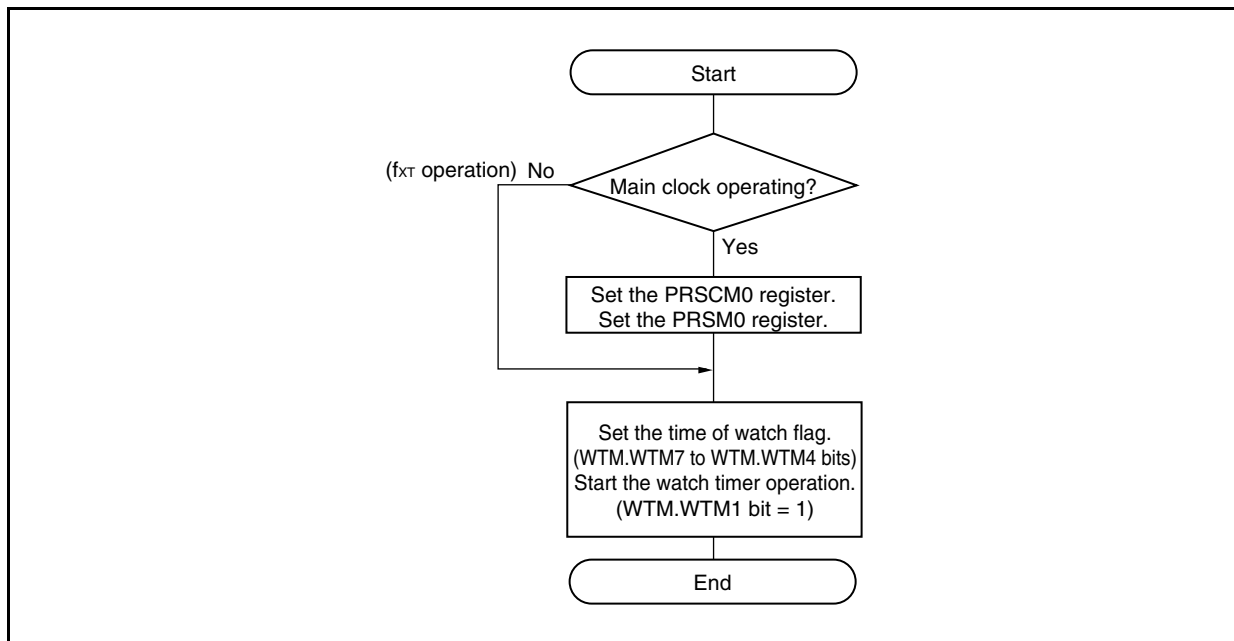 Start
(fXT operation) No
Main clock operating?
Yes
Set the PRSCM0 register.
Set the PRSM0 register.
Set the time of watch flag.
(WTM.WTM7 to WTM.WTM4 bits)
Start the watch timer operation.
(WTM.WTM1 bit = 1)
End